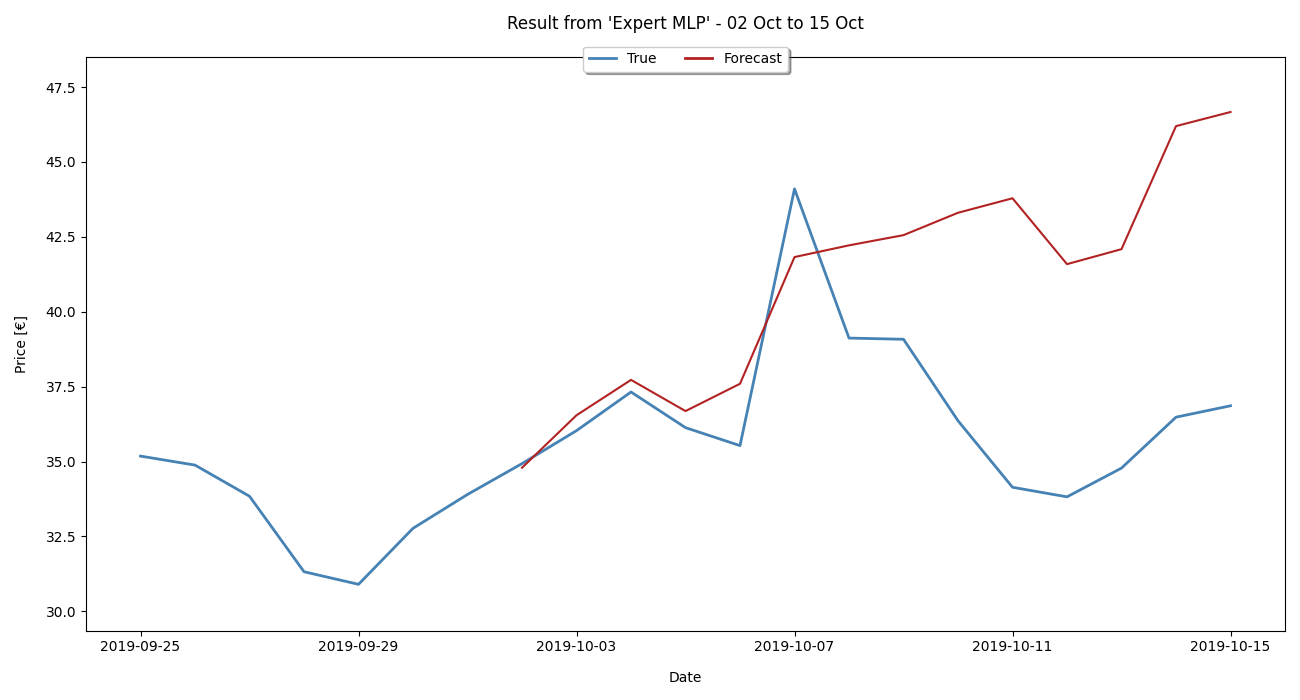 Result from 'Expert MLP' - 02 Oct to 15 Oct
True Forecast
47.5
45.0
42.5
40.0
37.5
35.0
32.5
30.0
Price [€]
2019-09-25 2019-09-29 2019-10-03 2019-10-07 2019-10-11 2019-10-15
Date